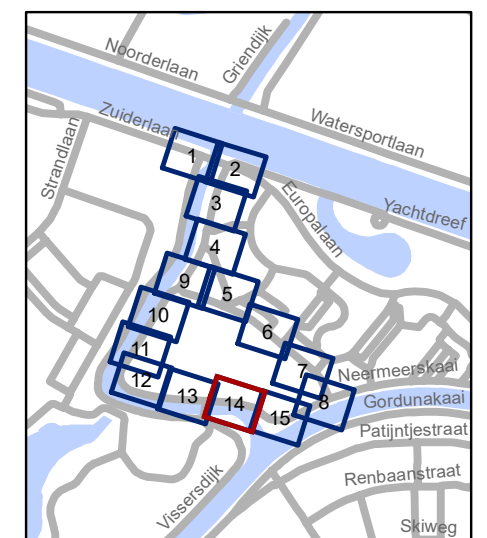 Noorderlaan
Griendijk
Zuiderlaan
Watersportlaan
Strandlaan
1
2
3
Europalaan
Yachtdreef
4
9
5
10
6
11
7
Neermeerskaai
12
13
14
8
Gordunakaai
15
Patijntjestraat
Renbaanstraat
Vissersdijk
Skiweg